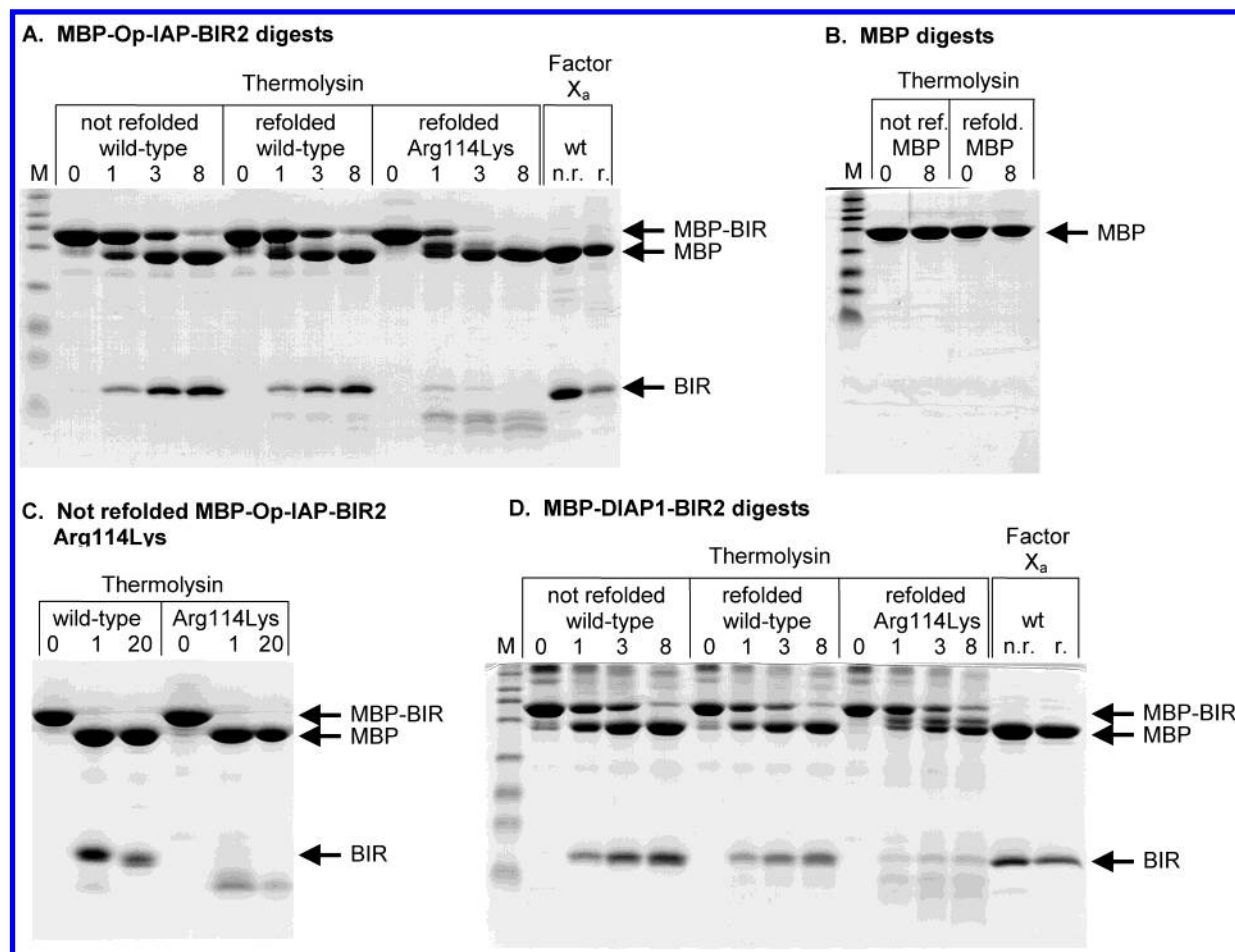 A. MBP-Op-IAP-BIR2 digests
Thermolysin
Factor
Xa
not refolded
wild-type
refolded
wild-type
refolded
Arg114Lys
wt
M 0 1 3 8 0 1 3 8 0 1 3 8 n.r. r.
MBP-BIR
MBP
BIR
B. MBP digests
Thermolysin
not ref.
MBP
refold.
MBP
M 0 8 0 8
MBP
C. Not refolded MBP-Op-IAP-BIR2
Arg114Lys
Thermolysin
wild-type Arg114Lys
0 1 20 0 1 20
MBP-BIR
MBP
BIR
D. MBP-DIAP1-BIR2 digests
Thermolysin
Factor
Xa
not refolded
wild-type
refolded
wild-type
refolded
Arg114Lys
wt
M 0 1 3 8 0 1 3 8 0 1 3 8 n.r. r.
MBP-BIR
MBP
BIR